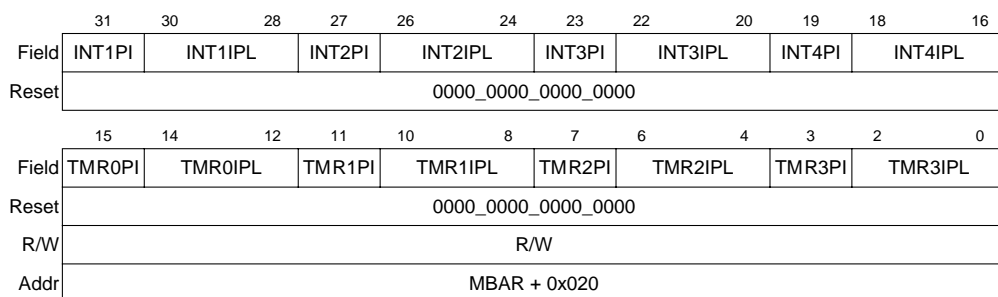 31 30 28 27 26 24 23 22 20 19 18 16
Field INT1PI INT1IPL INT2PI INT2IPL INT3PI INT3IPL INT4PI INT4IPL
Reset 0000_0000_0000_0000
15 14 12 11 10 8 7 6 4 3 2 0
Field TMR0PI TMR0IPL TMR1PI TMR1IPL TMR2PI TMR2IPL TMR3PI TMR3IPL
Reset 0000_0000_0000_0000
R/W R/W
Addr MBAR + 0x020